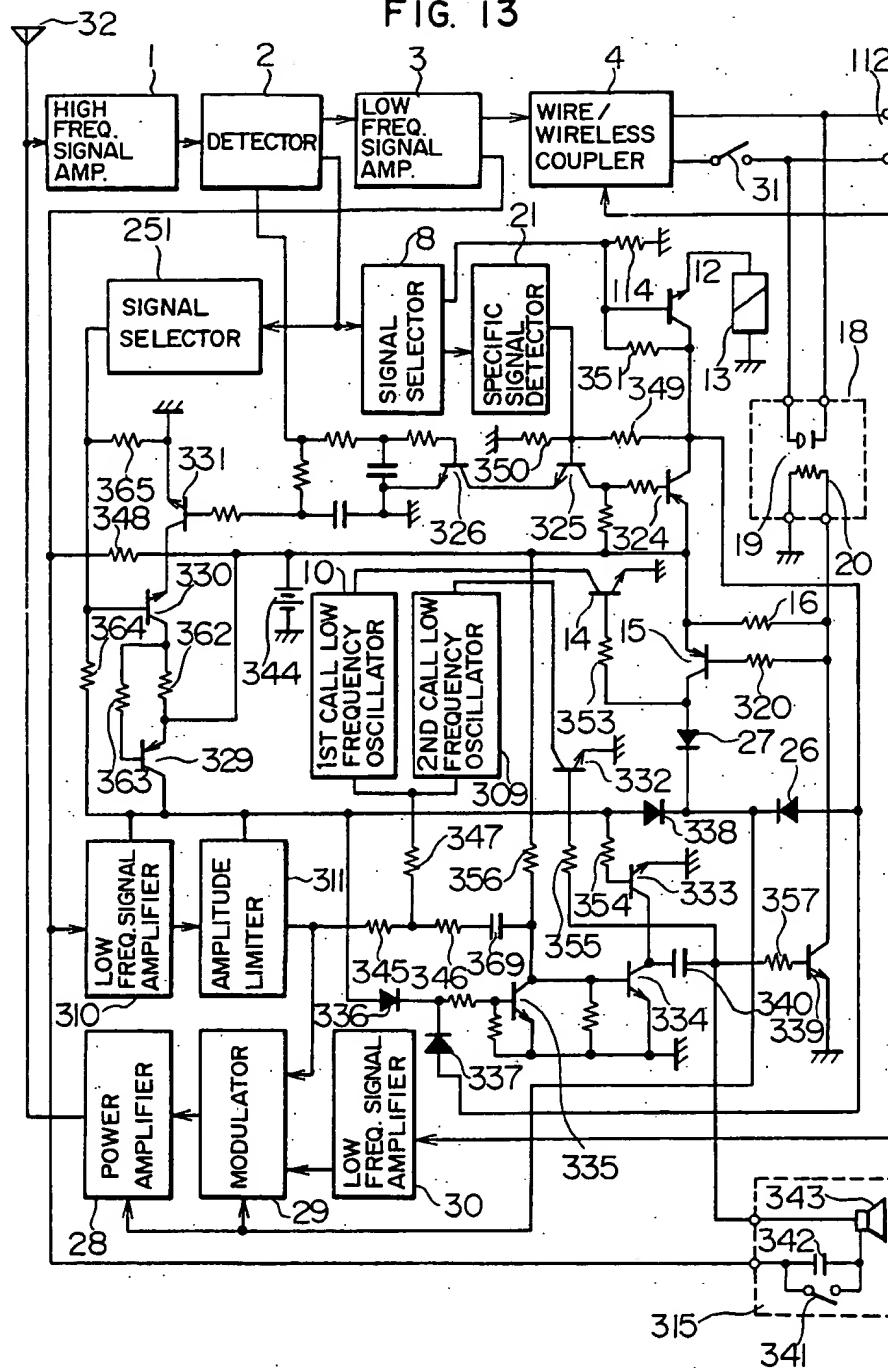 FIG. 13
32
1
2
3
4
112
HIGH
FREQ.
SIGNAL
AMP.
DETECTOR
LOW
FREQ.
SIGNAL
AMP.
WIRE/
WIRELESS
COUPLER
31
251
8
21
SIGNAL
SELECTOR
SIGNAL
SELECTOR
SPECIFIC
SIGNAL
DETECTOR
114
12
13
351
18
349
365
331
350
326
325
324
19
20
348
330
10
344
364
362
14
16
15
353
320
1ST CALL LOW
FREQUENCY
OSCILLATOR
2ND CALL LOW
FREQUENCY
OSCILLATOR
363
329
27
26
309
332
338
347
356
311
354
333
357
355
LOW
FREQ. SIGNAL
AMPLIFIER
AMPLITUDE
LIMITER
345
346
369
340
334
339
310
336
337
335
POWER
AMPLIFIER
MODULATOR
LOW
FREQ. SIGNAL
AMPLIFIER
28
29
30
343
342
315
341